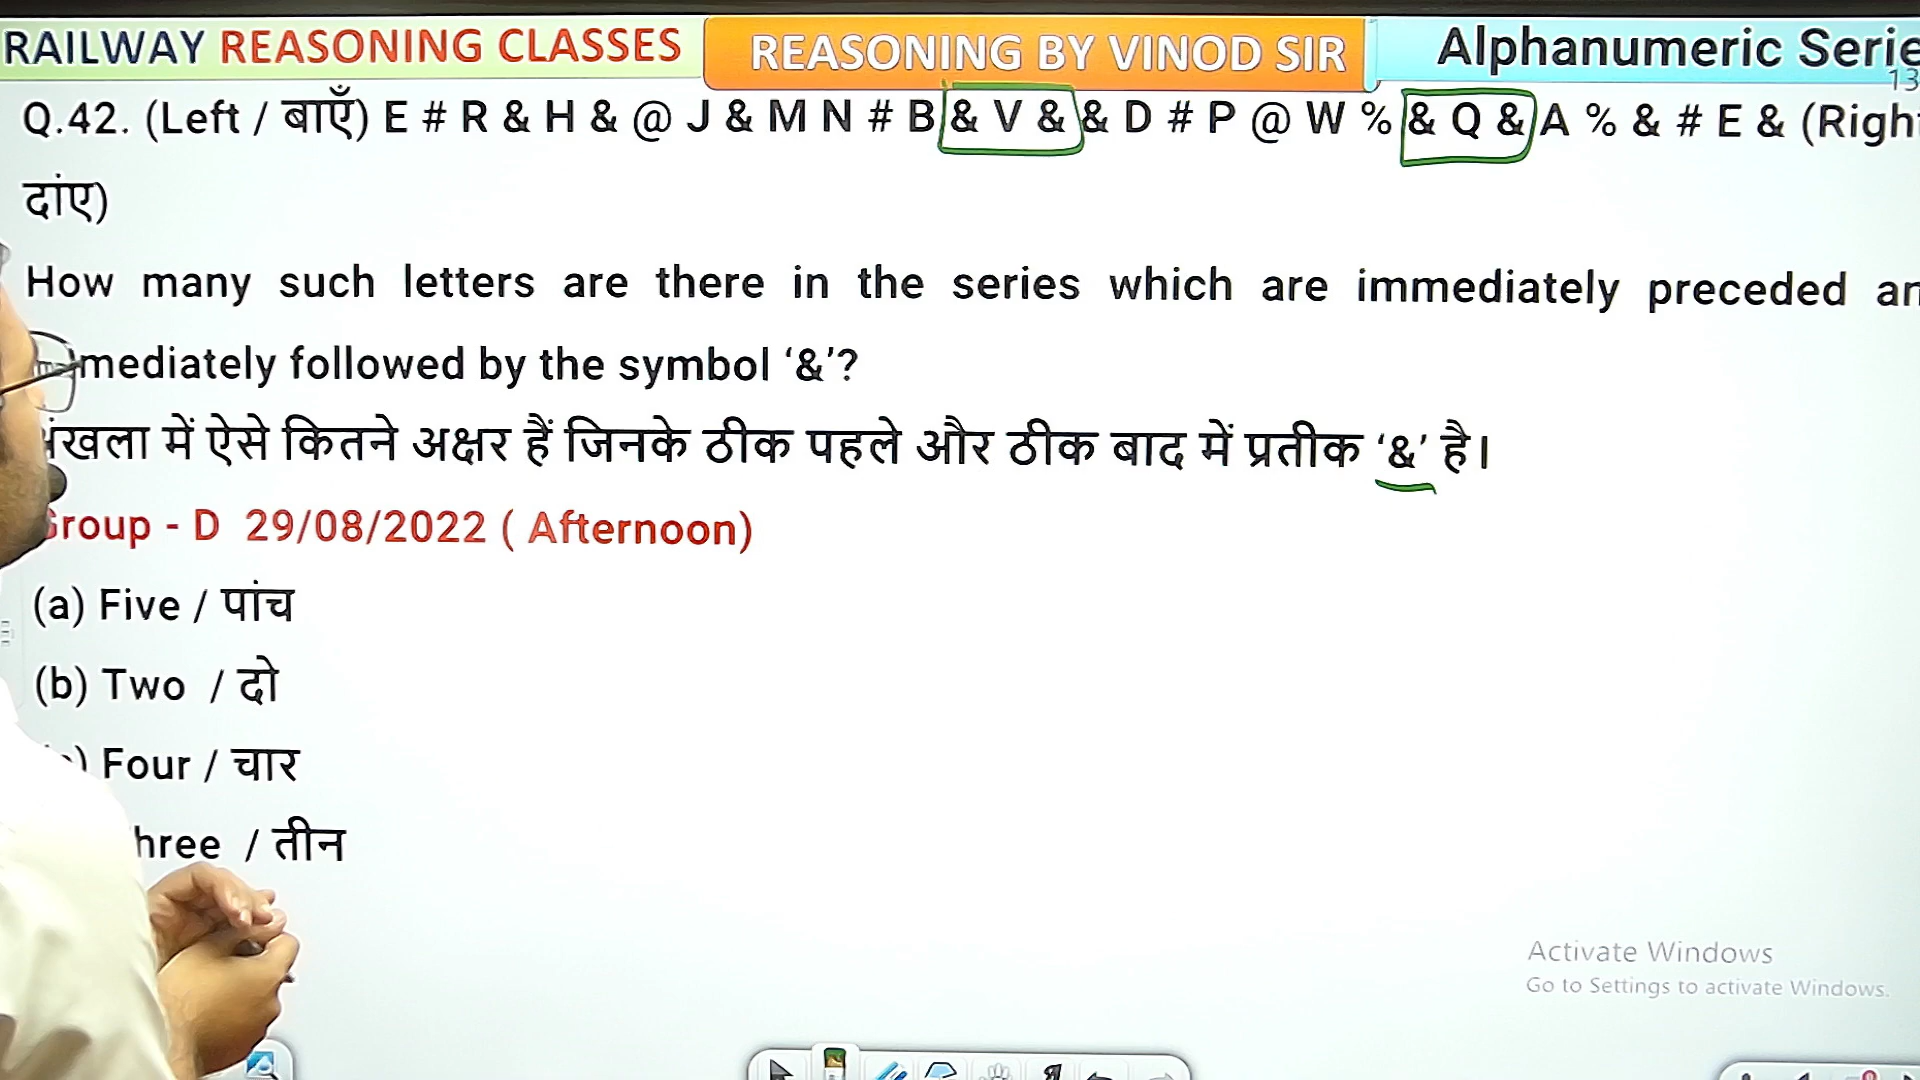 RAILWAY REASONING CLASSES REASONING BY VINOD SIR Alphanumeric Serie
13
Q.42. (Left / बाएँ) E # R & H & @ J & M N # B & V & & D # P @ W % & Q & A % & # E & (Righ
दांए)
How many such letters are there in the series which are immediately preceded an
mediately followed by the symbol ‘&’?
ंखला में ऐसे कितने अक्षर हैं जिनके ठीक पहले और ठीक बाद में प्रतीक ‘&’ है।
Group - D 29/08/2022 ( Afternoon)
(a) Five / पांच
(b) Two / दो
) Four / चार
hree / तीन
Activate Windows
Go to Settings to activate Windows.